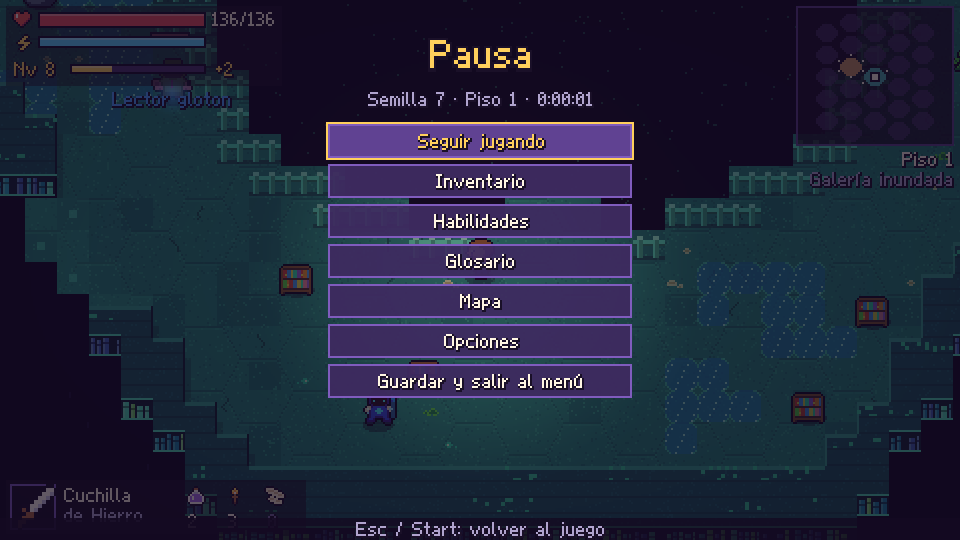 136/136
Nv 8
+2
Lector glotón
Pausa
Semilla 7 · Piso 1 · 0:00:01
Seguir jugando
Inventario
Habilidades
Glosario
Mapa
Opciones
Guardar y salir al menú
Piso 1
Galería inundada
Cuchilla
de Hierro
Esc / Start: volver al juego